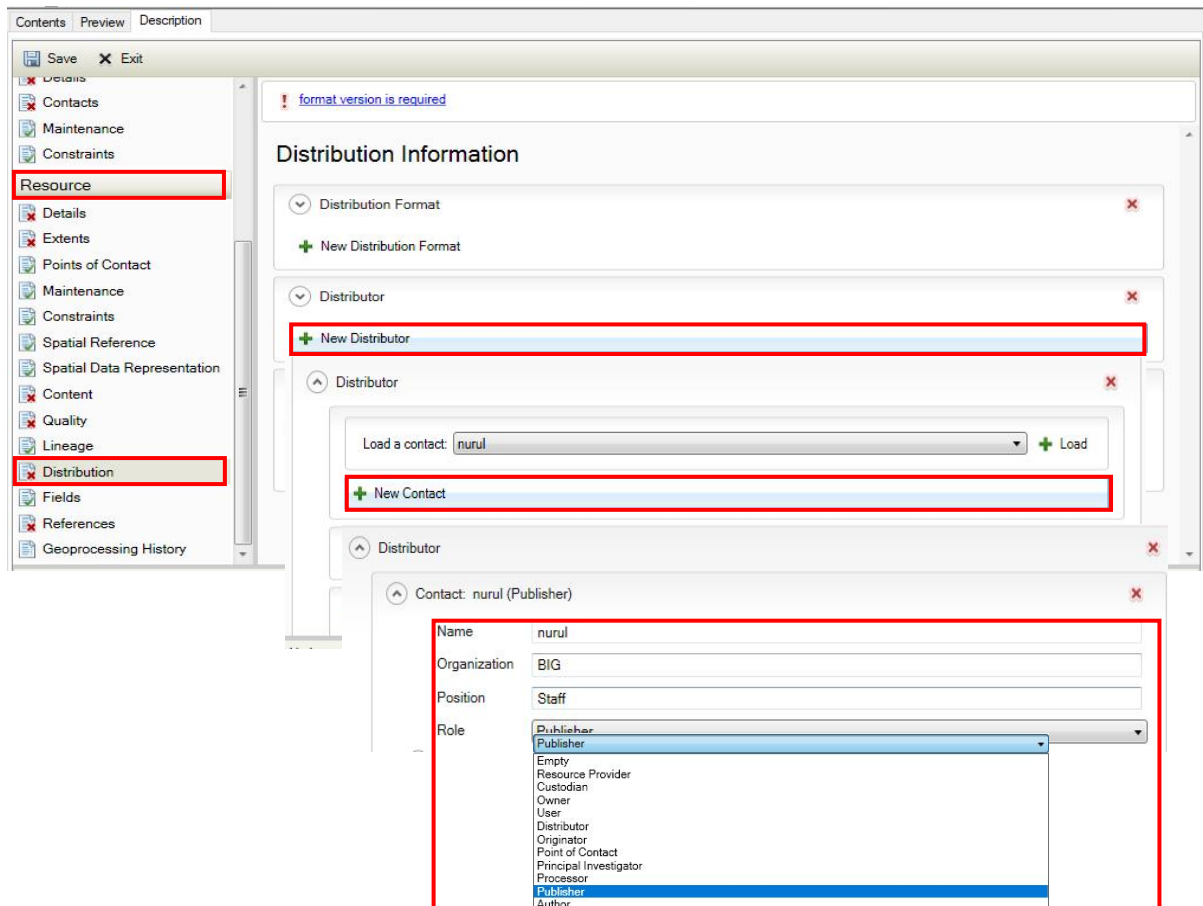 Contents Preview Description
Save Exit
Details
Contacts
Maintenance
Constraints
Resource
Details
Extents
Points of Contact
Maintenance
Constraints
Spatial Reference
Spatial Data Representation
Content
Quality
Lineage
Distribution
Fields
References
Geoprocessing History
! format version is required
Distribution Information
Distribution Format
New Distribution Format
Distributor
New Distributor
Distributor
Load a contact: nurul Load
New Contact
Distributor
Contact: nurul (Publisher)
Name nurul
Organization BIG
Position Staff
Role Publisher
Publisher
Empty
Resource Provider
Custodian
Owner
User
Distributor
Originator
Point of Contact
Principal Investigator
Processor
Publisher
Author